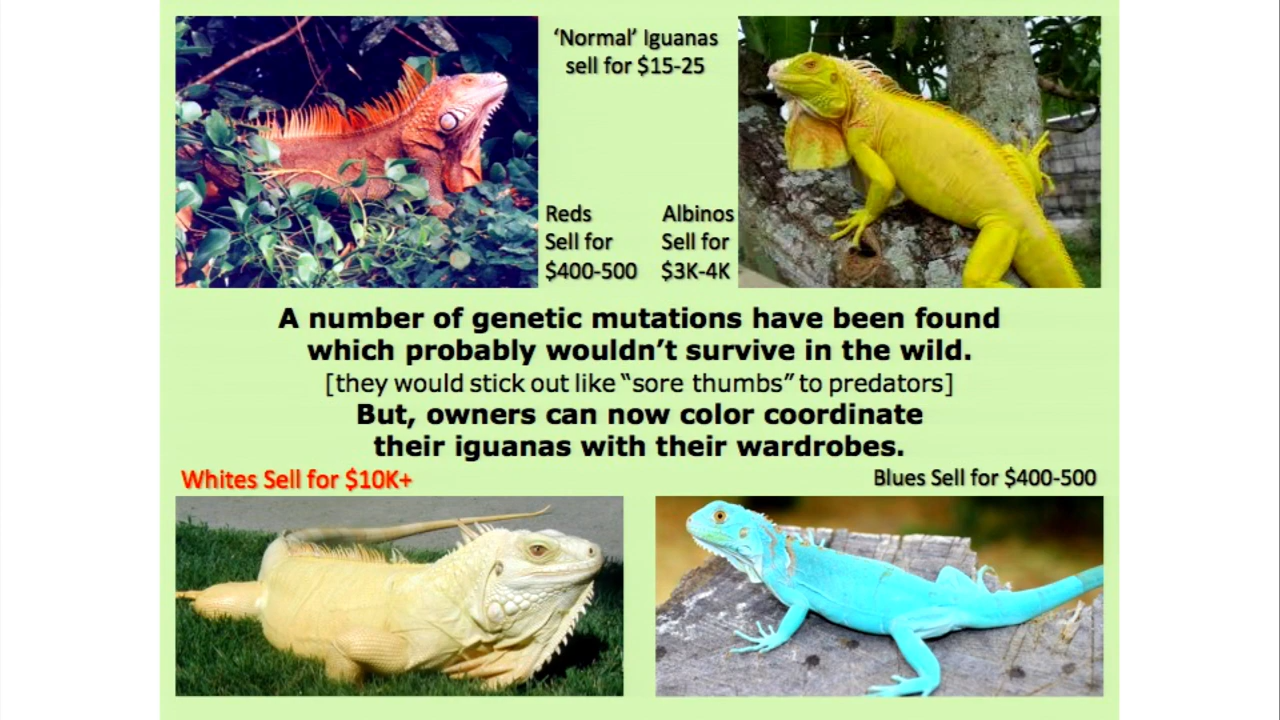 ‘Normal’ Iguanas
sell for $15-25
Reds
Sell for
$400-500
Albinos
Sell for
$3K-4K
A number of genetic mutations have been found
which probably wouldn’t survive in the wild.
[they would stick out like “sore thumbs” to predators]
But, owners can now color coordinate
their iguanas with their wardrobes.
Whites Sell for $10K+
Blues Sell for $400-500